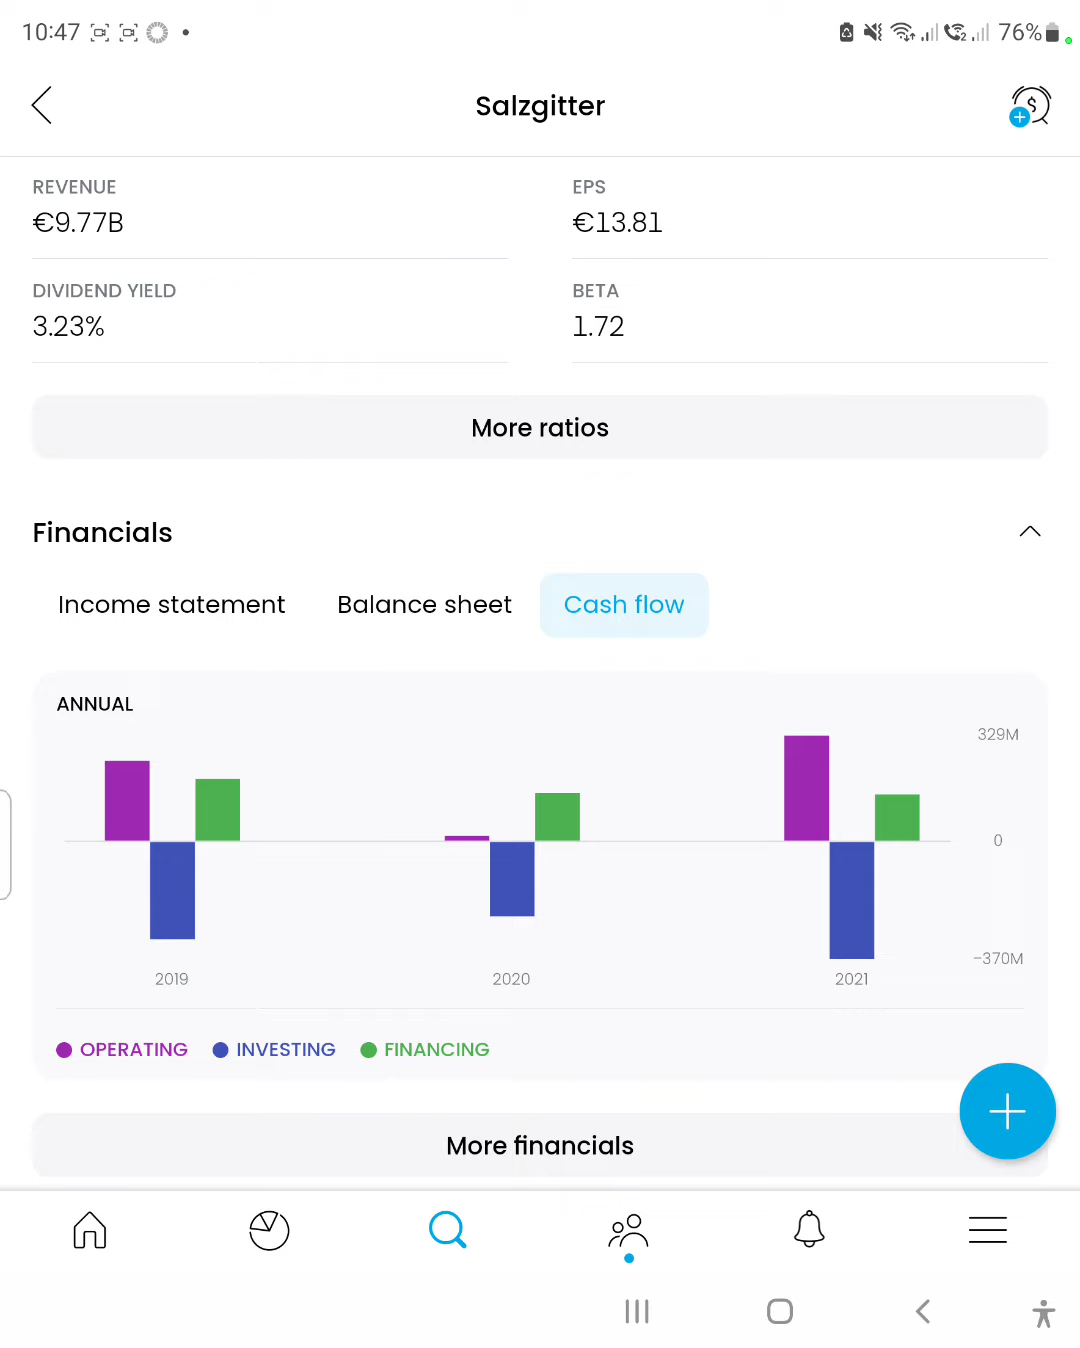 10:47
76%
Salzgitter
REVENUE
€9.77B
EPS
€13.81
DIVIDEND YIELD
3.23%
BETA
1.72
More ratios
Financials
Income statement
Balance sheet
Cash flow
ANNUAL
329M
0
-370M
2019
2020
2021
OPERATING
INVESTING
FINANCING
More financials